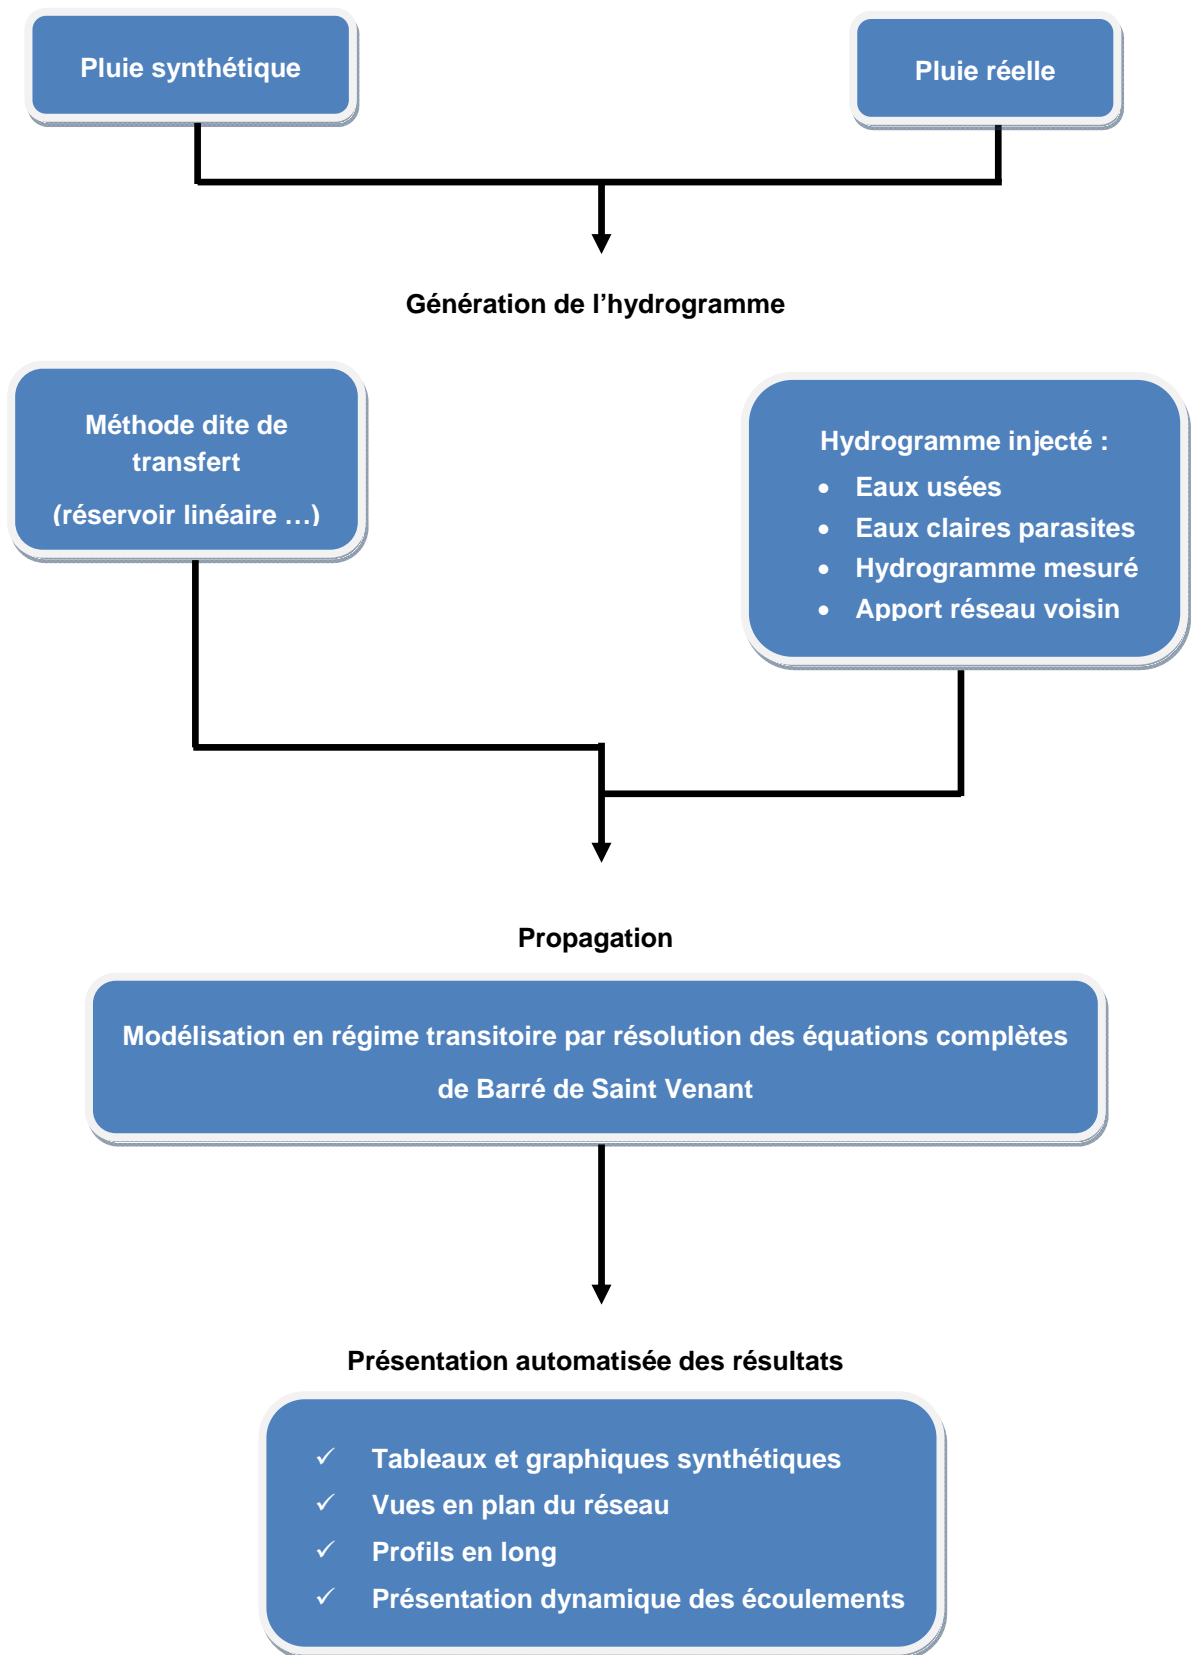 Pluie synthétique
Pluie réelle
Génération de l’hydrogramme
Méthode dite de
transfert
(réservoir linéaire …)
Hydrogramme injecté :
• Eaux usées
• Eaux claires parasites
• Hydrogramme mesuré
• Apport réseau voisin
Propagation
Modélisation en régime transitoire par résolution des équations complètes
de Barré de Saint Venant
Présentation automatisée des résultats
✓ Tableaux et graphiques synthétiques
✓ Vues en plan du réseau
✓ Profils en long
✓ Présentation dynamique des écoulements